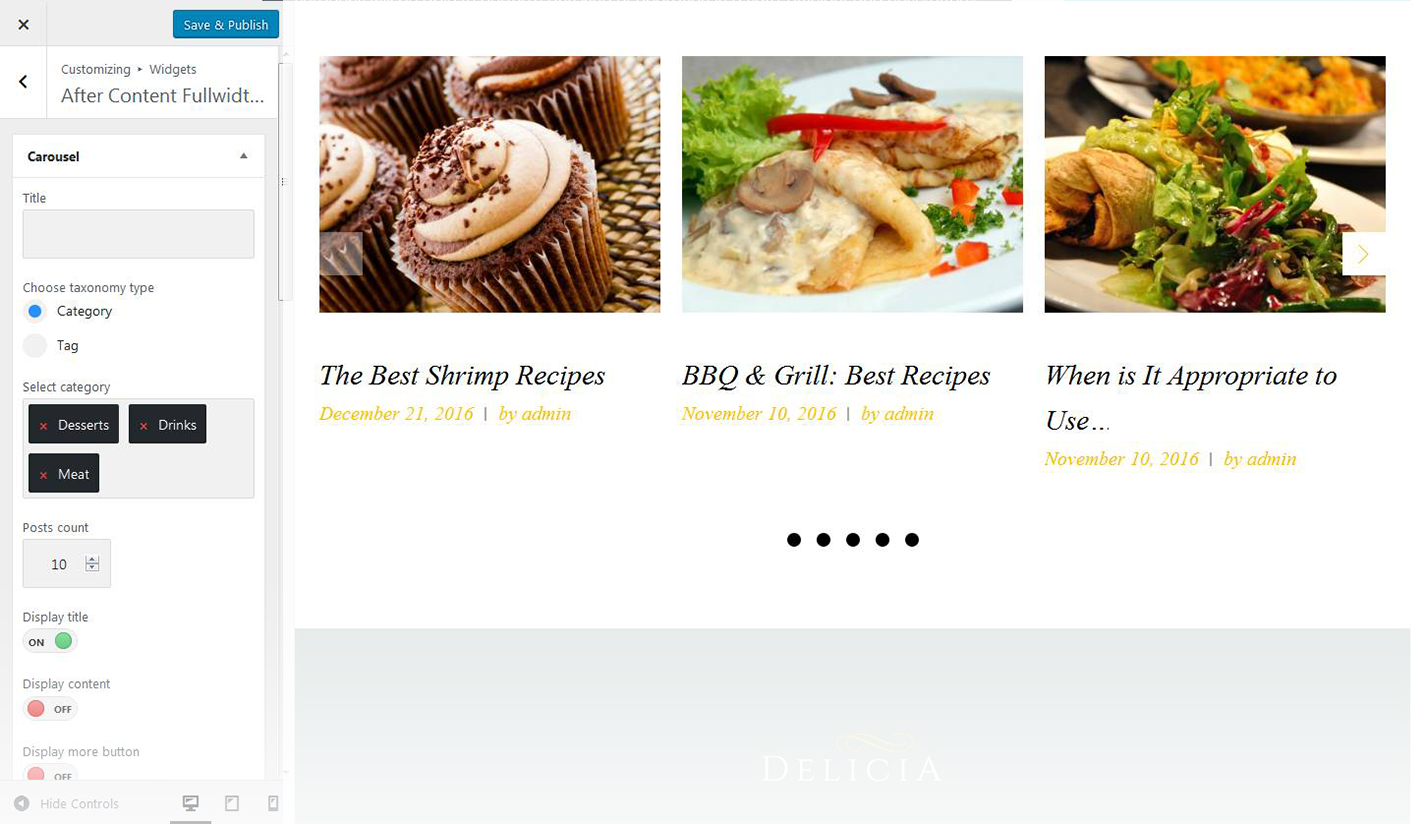 Save & Publish
Customizing ▸ Widgets
After Content Fullwidt...
Carousel
Title
Choose taxonomy type
Category
Tag
Select category
× Desserts × Drinks
× Meat
Posts count
10
Display title
ON
Display content
OFF
Display more button
OFF
Hide Controls
The Best Shrimp Recipes
December 21, 2016 | by admin
BBQ & Grill: Best Recipes
November 10, 2016 | by admin
When is It Appropriate to
Use...
November 10, 2016 | by admin
DELICIA